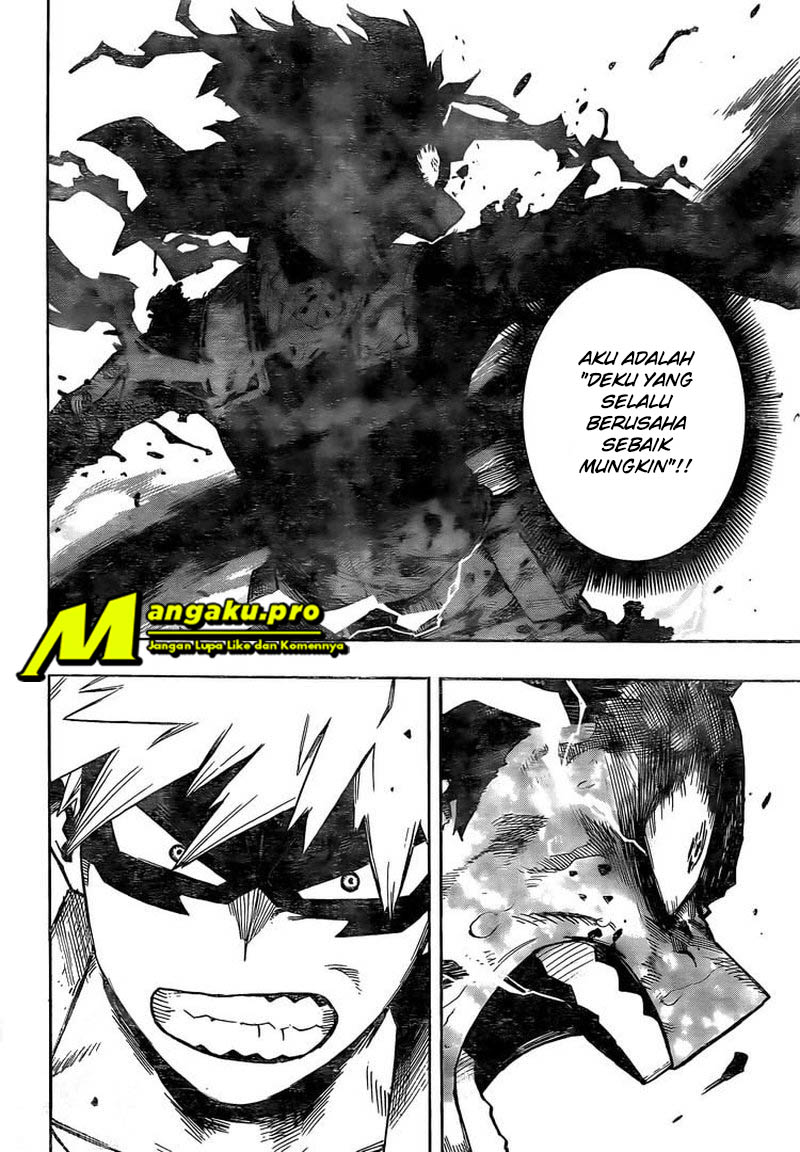 AKU ADALAH
"DEKU YANG
SELALU
BERUSAHA
SEBAIK
MUNGKIN"!!
Mangaku.pro
Jangan Lupa Like dan Komennya